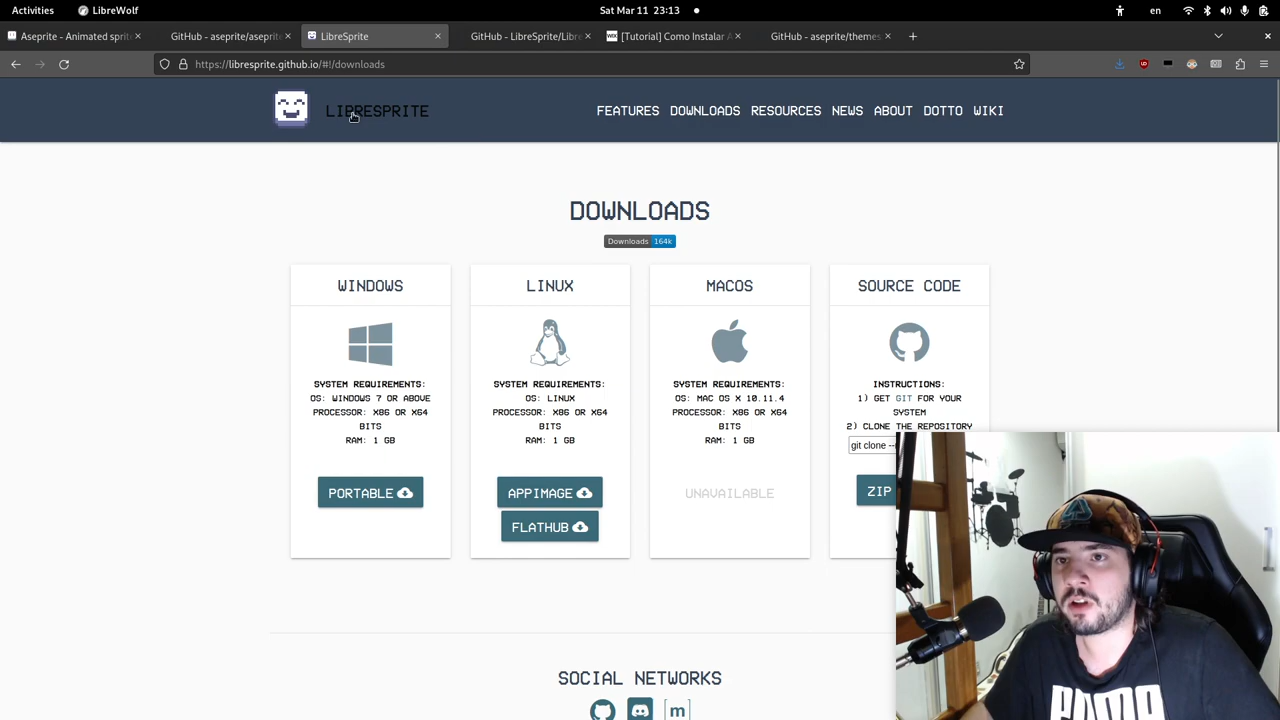 Activities
LibreWolf
Sat Mar 11 23:13
en
Aseprite - Animated sprit
GitHub - aseprite/aseprit
LibreSprite
GitHub - LibreSprite/Libre
WIX
[Tutorial] Como Instalar A
GitHub - aseprite/themes
https://libresprite.github.io/#!/downloads
LIBRESPRITE
FEATURES DOWNLOADS RESOURCES NEWS ABOUT DOTTO WIKI
DOWNLOADS
Downloads 164k
WINDOWS
SYSTEM REQUIREMENTS:
OS: WINDOWS 7 OR ABOVE
PROCESSOR: X86 OR X64
BITS
RAM: 1 GB
PORTABLE
LINUX
SYSTEM REQUIREMENTS:
OS: LINUX
PROCESSOR: X86 OR X64
BITS
RAM: 1 GB
APPIMAGE
FLATHUB
MACOS
SYSTEM REQUIREMENTS:
OS: MAC OS X 10.11.4
PROCESSOR: X86 OR X64
BITS
RAM: 1 GB
UNAVAILABLE
SOURCE CODE
INSTRUCTIONS:
1) GET GIT FOR YOUR
SYSTEM
2) CLONE THE REPOSITORY
git clone --
ZIP
SOCIAL NETWORKS
[m]